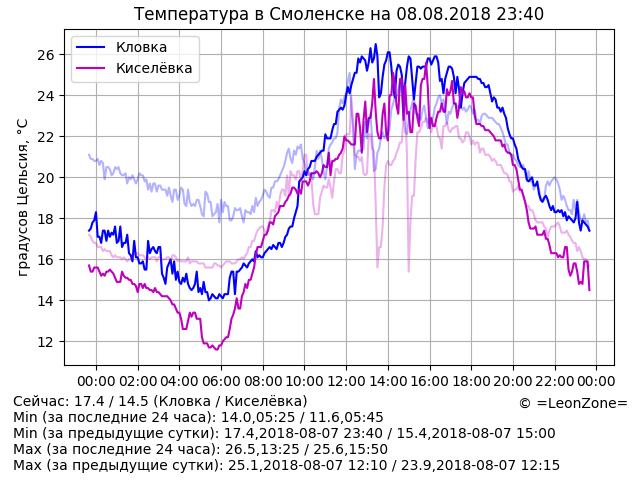 Температура в Смоленске на 08.08.2018 23:40
Кловка
Киселёвка
градусов Цельсия, °C
26
24
22
20
18
16
14
12
00:00 02:00 04:00 06:00 08:00 10:00 12:00 14:00 16:00 18:00 20:00 22:00 00:00
Сейчас: 17.4 / 14.5 (Кловка / Киселёвка)
© =LeonZone=
Min (за последние 24 часа): 14.0,05:25 / 11.6,05:45
Min (за предыдущие сутки): 17.4,2018-08-07 23:40 / 15.4,2018-08-07 15:00
Max (за последние 24 часа): 26.5,13:25 / 25.6,15:50
Max (за предыдущие сутки): 25.1,2018-08-07 12:10 / 23.9,2018-08-07 12:15